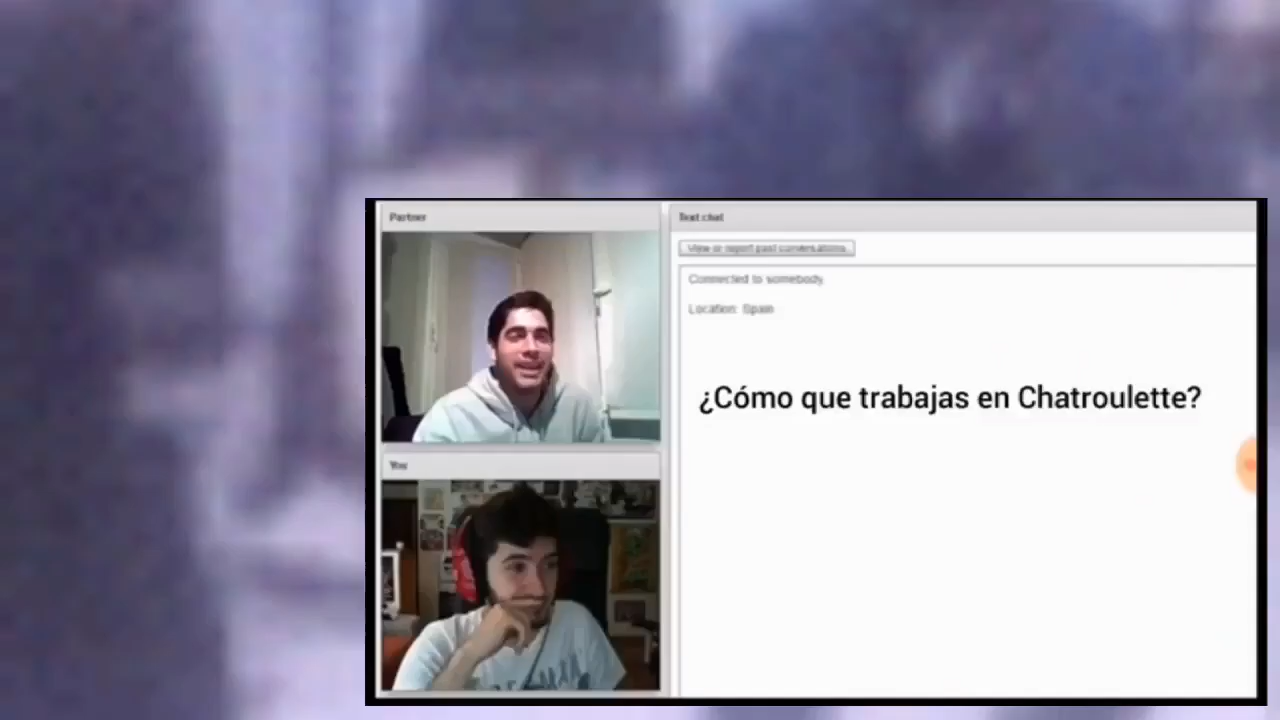 Partner
Text chat
View or report past conversations
Connected to somebody
Location: Spain
¿Cómo que trabajas en Chatroulette?
You